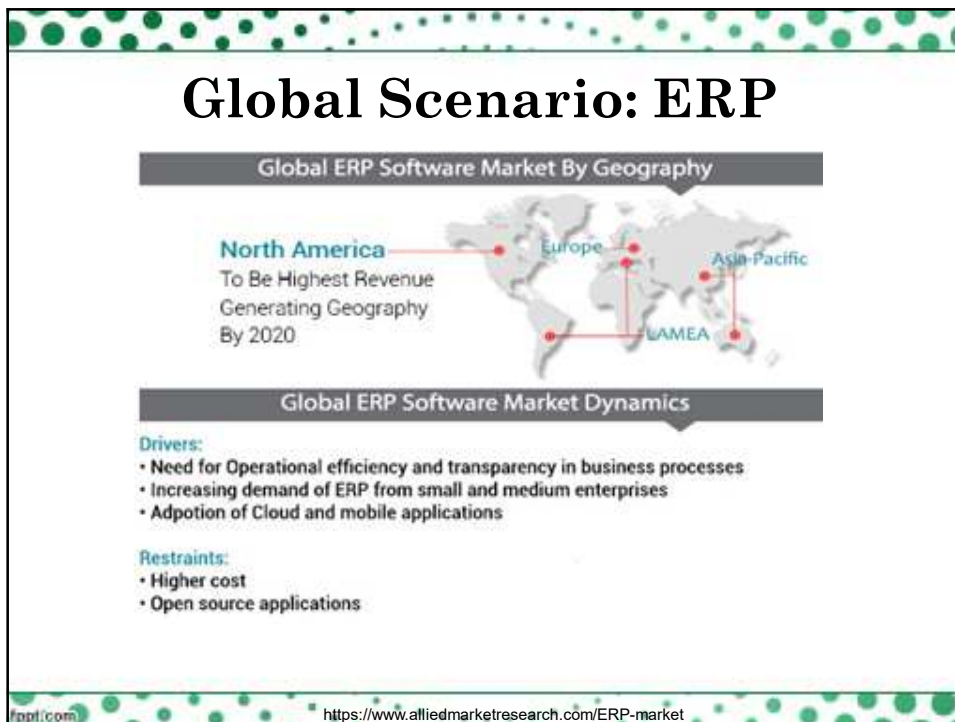 Global Scenario: ERP
Global ERP Software Market By Geography
North America
To Be Highest Revenue
Generating Geography
By 2020
Europe
Asia-Pacific
LAMEA
Global ERP Software Market Dynamics
Drivers:
• Need for Operational efficiency and transparency in business processes
• Increasing demand of ERP from small and medium enterprises
• Adpotion of Cloud and mobile applications
Restraints:
• Higher cost
• Open source applications
fppt.com
https://www.alliedmarketresearch.com/ERP-market